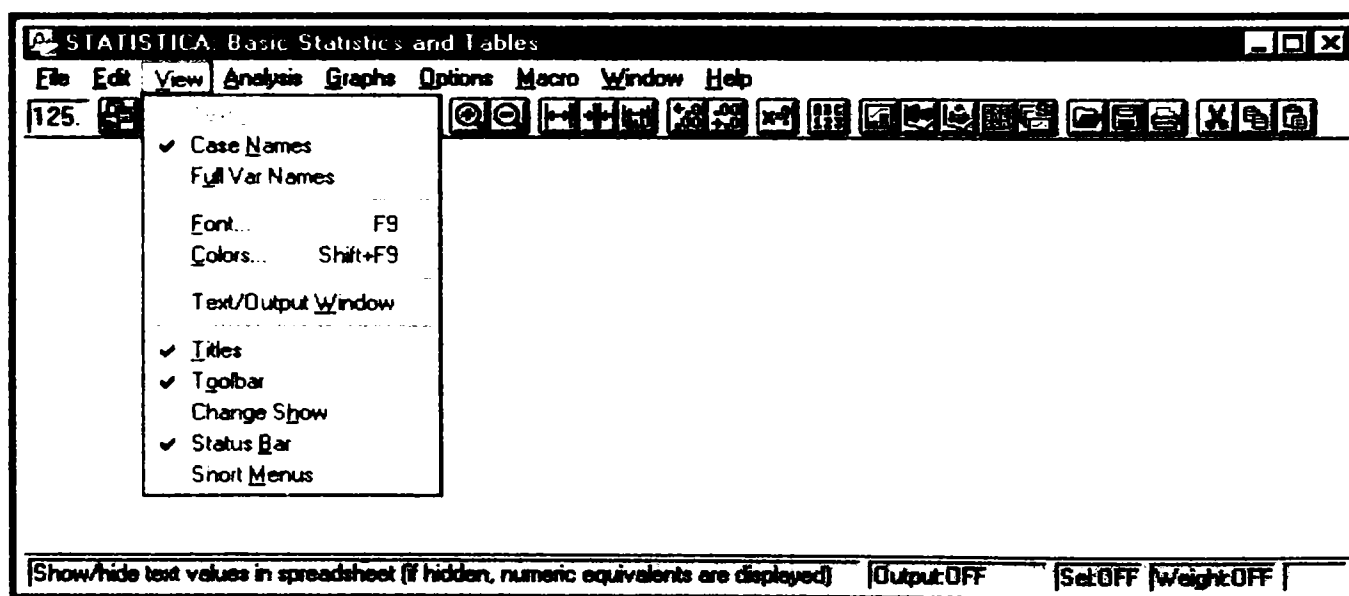 STATISTICA: Basic Statistics and Tables
File Edit View Analysis Graphs Options Macro Window Help
125.
Case Names
Full Var Names
Font... F9
Colors... Shift+F9
Text/Output Window
Titles
Toolbar
Change Show
Status Bar
Short Menus
Show/hide text values in spreadsheet (if hidden, numeric equivalents are displayed) Output:OFF Sel:OFF Weight:OFF